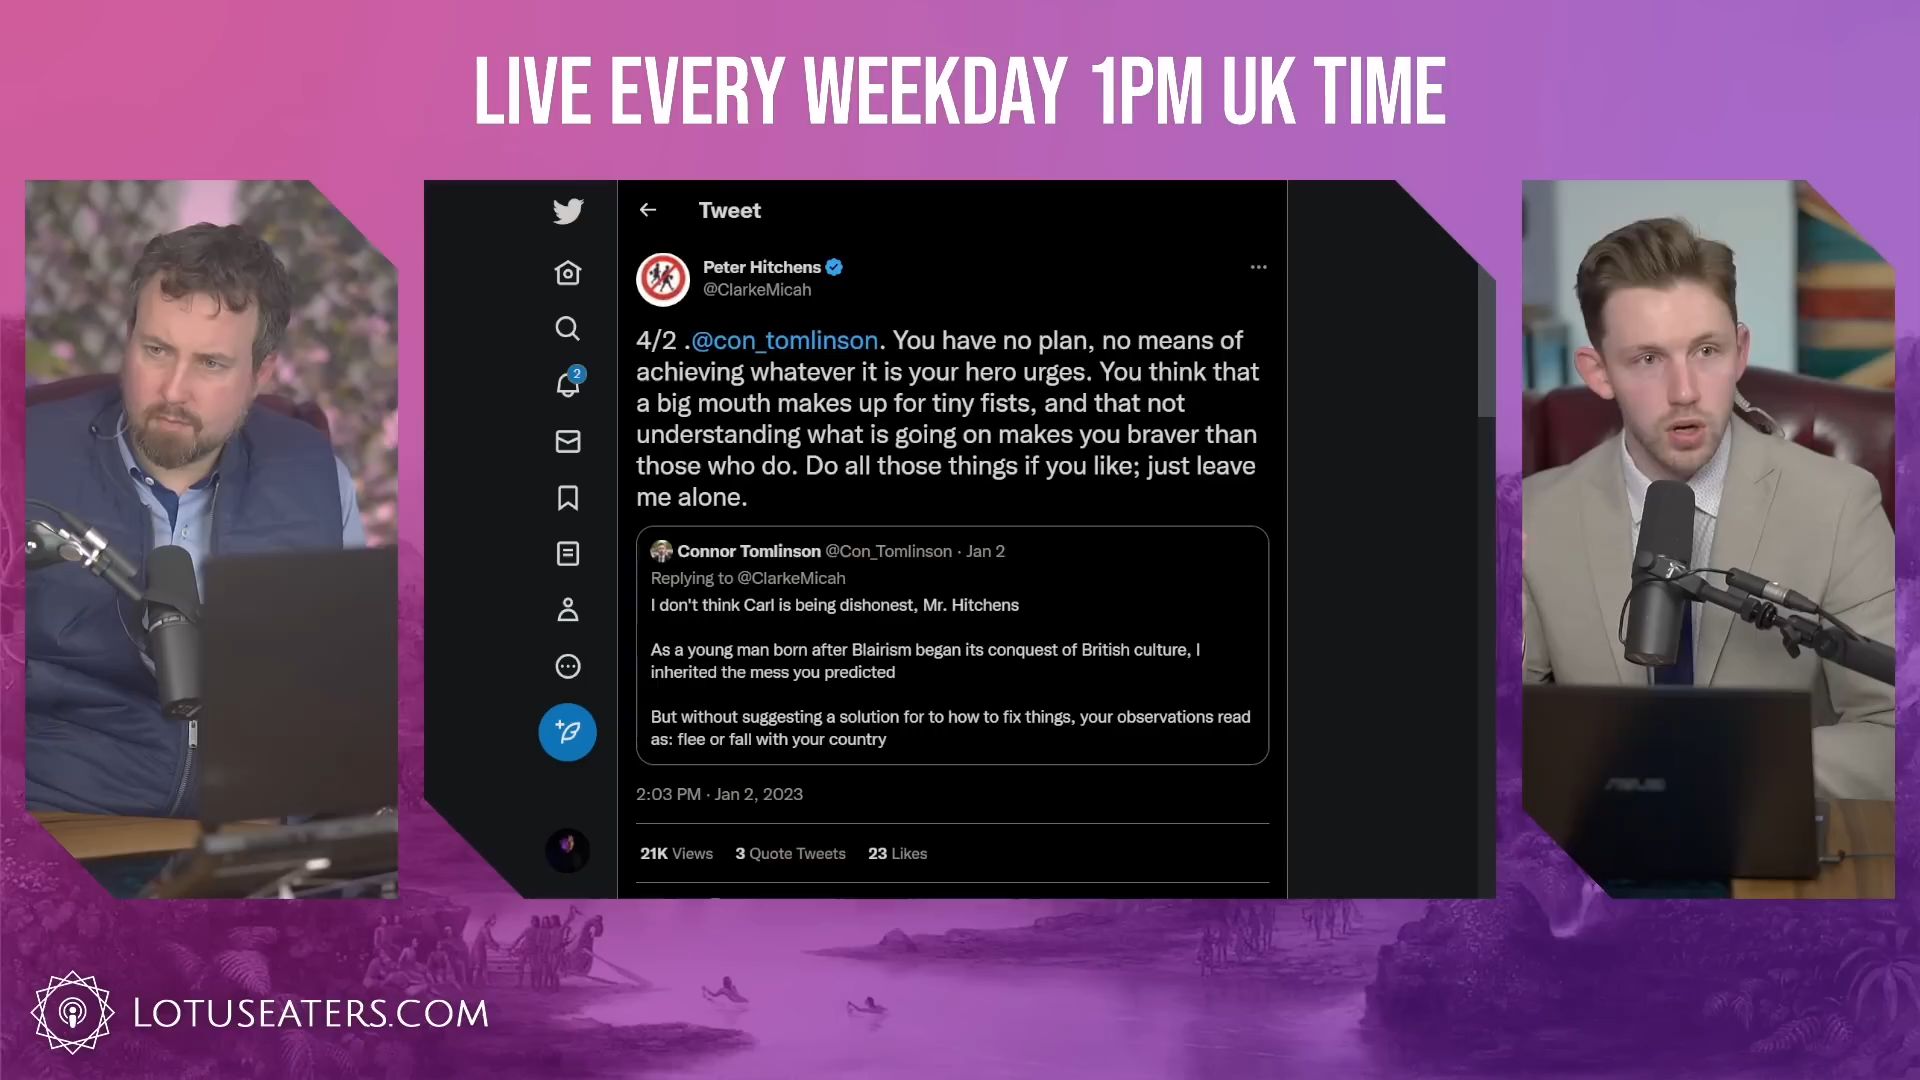 LIVE EVERY WEEKDAY 1PM UK TIME
Tweet
Peter Hitchens
@ClarkeMicah
4/2 .@con_tomlinson. You have no plan, no means of
achieving whatever it is your hero urges. You think that
a big mouth makes up for tiny fists, and that not
understanding what is going on makes you braver than
those who do. Do all those things if you like; just leave
me alone.
2
Connor Tomlinson @Con_Tomlinson · Jan 2
Replying to @ClarkeMicah
I don't think Carl is being dishonest, Mr. Hitchens
As a young man born after Blairism began its conquest of British culture, I
inherited the mess you predicted
But without suggesting a solution for to how to fix things, your observations read
as: flee or fall with your country
2:03 PM · Jan 2, 2023
21K Views 3 Quote Tweets 23 Likes
ASUS
LOTUSEATERS.COM